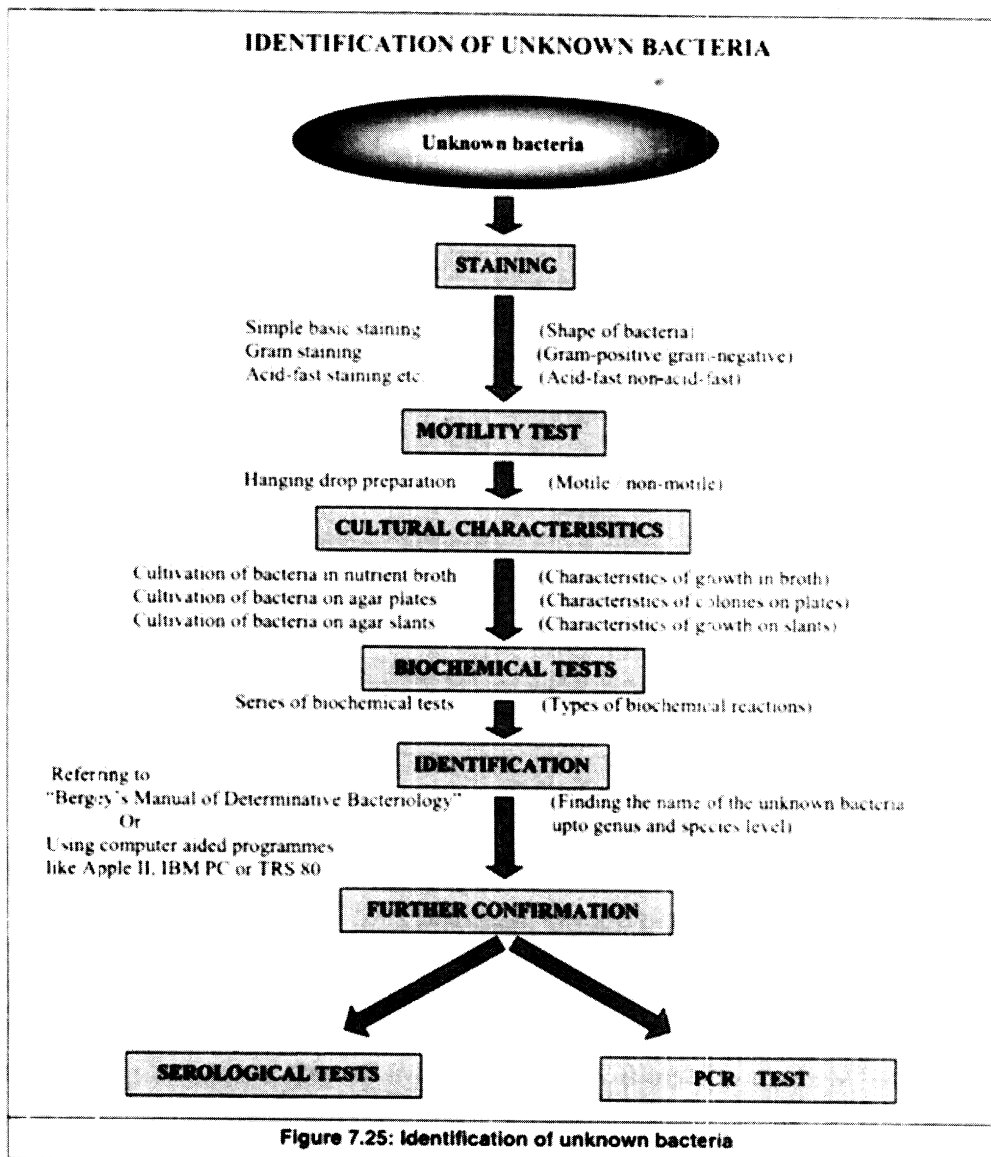 IDENTIFICATION OF UNKNOWN BACTERIA
Unknown bacteria
STAINING
Simple basic staining (Shape of bacteria)
Gram staining (Gram-positive gram-negative)
Acid-fast staining etc (Acid-fast non-acid-fast)
MOTILITY TEST
Hanging drop preparation (Motile / non-motile)
CULTURAL CHARACTERISITICS
Cultivation of bacteria in nutrient broth (Characteristics of growth in broth)
Cultivation of bacteria on agar plates (Characteristics of colonies on plates)
Cultivation of bacteria on agar slants (Characteristics of growth on slants)
BIOCHEMICAL TESTS
Series of biochemical tests (Types of biochemical reactions)
IDENTIFICATION
Referring to
"Bergey's Manual of Determinative Bacteriology" (Finding the name of the unknown bacteria
Or upto genus and species level)
Using computer aided programmes
like Apple II, IBM PC or TRS 80
FURTHER CONFIRMATION
SEROLOGICAL TESTS PCR TEST
Figure 7.25: Identification of unknown bacteria